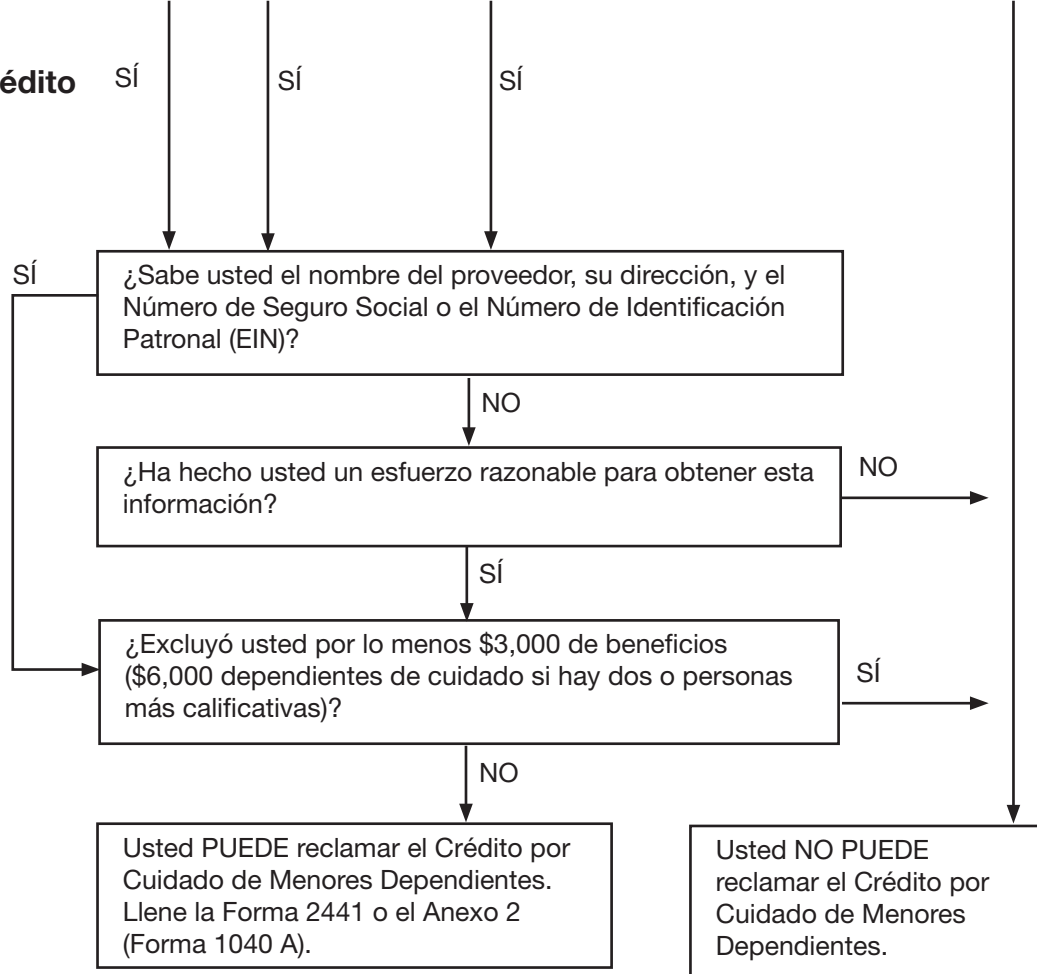 édito
SÍ
SÍ
SÍ
SÍ
¿Sabe usted el nombre del proveedor, su dirección, y el
Número de Seguro Social o el Número de Identificación
Patronal (EIN)?
NO
¿Ha hecho usted un esfuerzo razonable para obtener esta
información?
NO
SÍ
¿Excluyó usted por lo menos $3,000 de beneficios
($6,000 dependientes de cuidado si hay dos o personas
más calificativas)?
SÍ
NO
Usted PUEDE reclamar el Crédito por
Cuidado de Menores Dependientes.
Llene la Forma 2441 o el Anexo 2
(Forma 1040 A).
Usted NO PUEDE
reclamar el Crédito por
Cuidado de Menores
Dependientes.